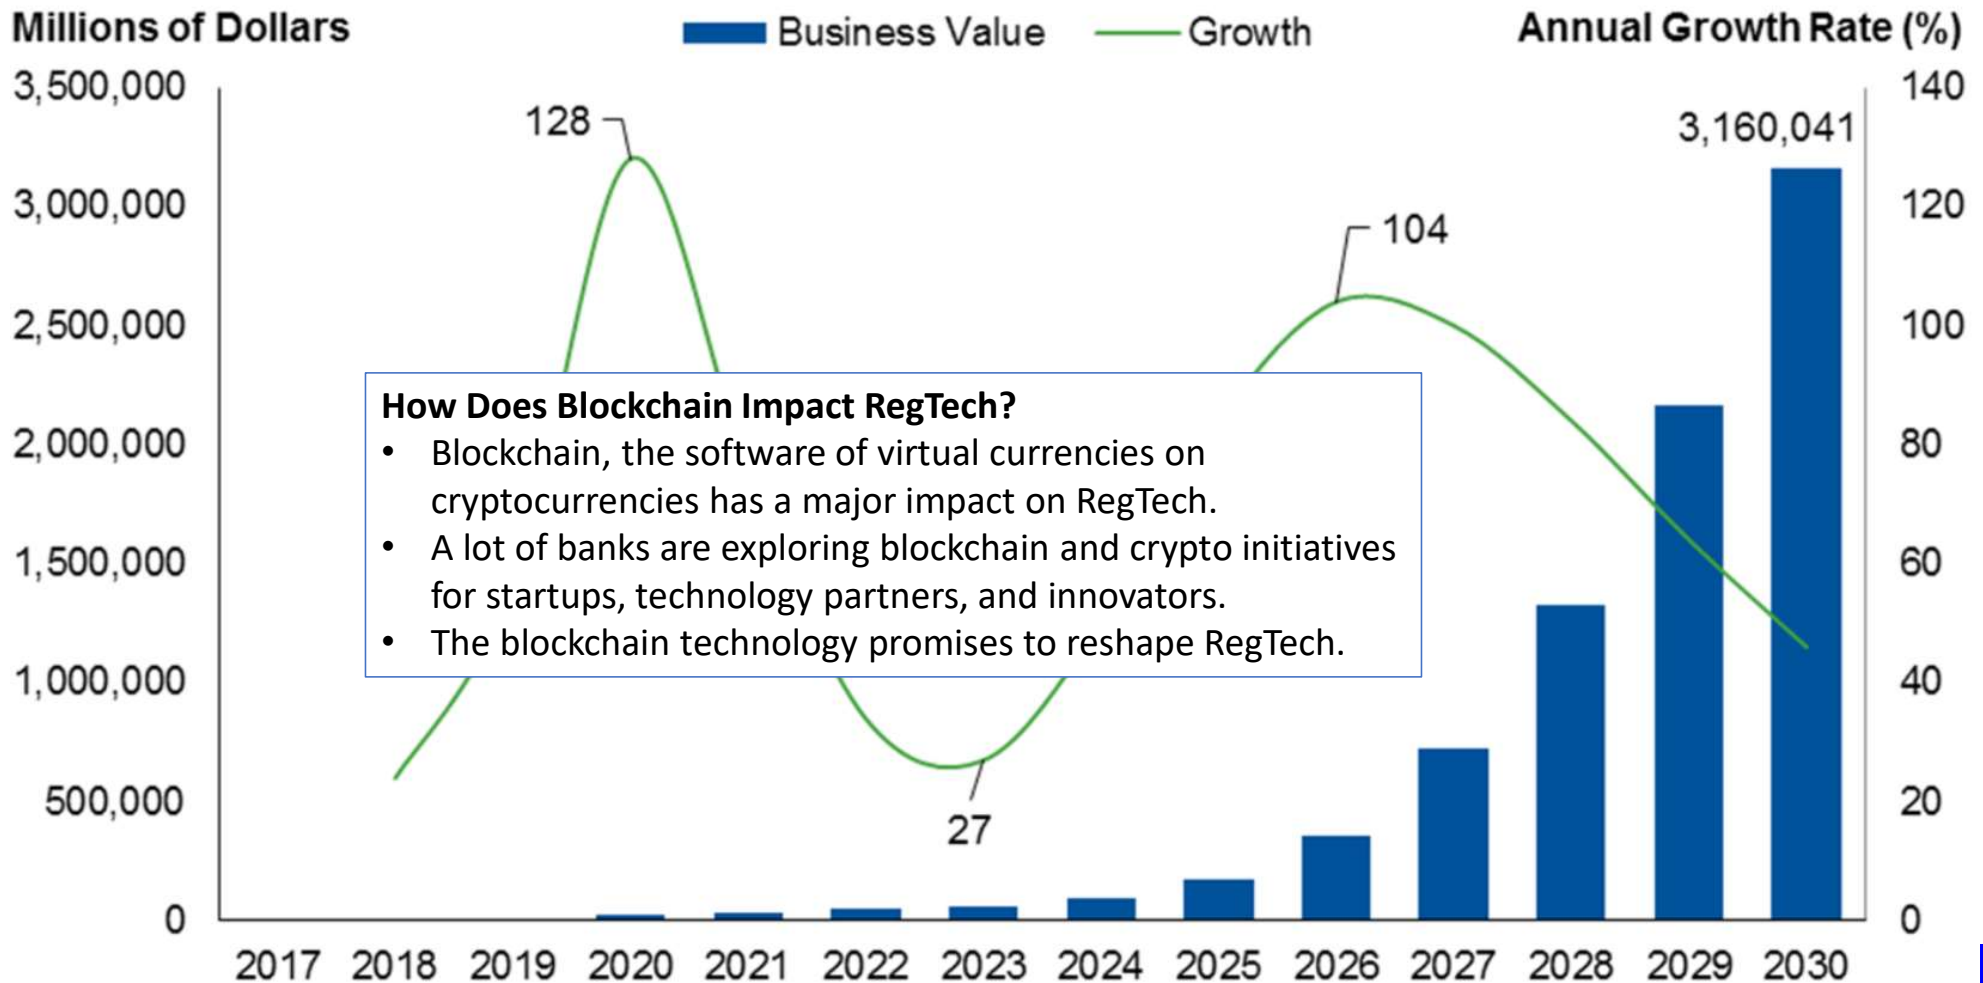 Millions of Dollars
Business Value
Growth
Annual Growth Rate (%)
3,500,000
3,000,000
2,500,000
2,000,000
1,500,000
1,000,000
500,000
0
140
120
100
80
60
40
20
0
128
104
27
3,160,041
How Does Blockchain Impact RegTech?
• Blockchain, the software of virtual currencies on
cryptocurrencies has a major impact on RegTech.
• A lot of banks are exploring blockchain and crypto initiatives
for startups, technology partners, and innovators.
• The blockchain technology promises to reshape RegTech.
2017 2018 2019 2020 2021 2022 2023 2024 2025 2026 2027 2028 2029 2030